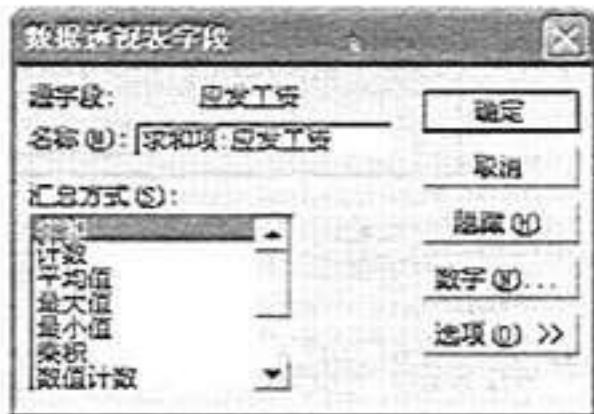 数据透视表字段
源字段: 应发工资
名称(M): 求和项:应发工资
汇总方式(S):
求和
计数
平均值
最大值
最小值
乘积
数值计数
确定
取消
隐藏(H)
数字(N)...
选项(O) >>